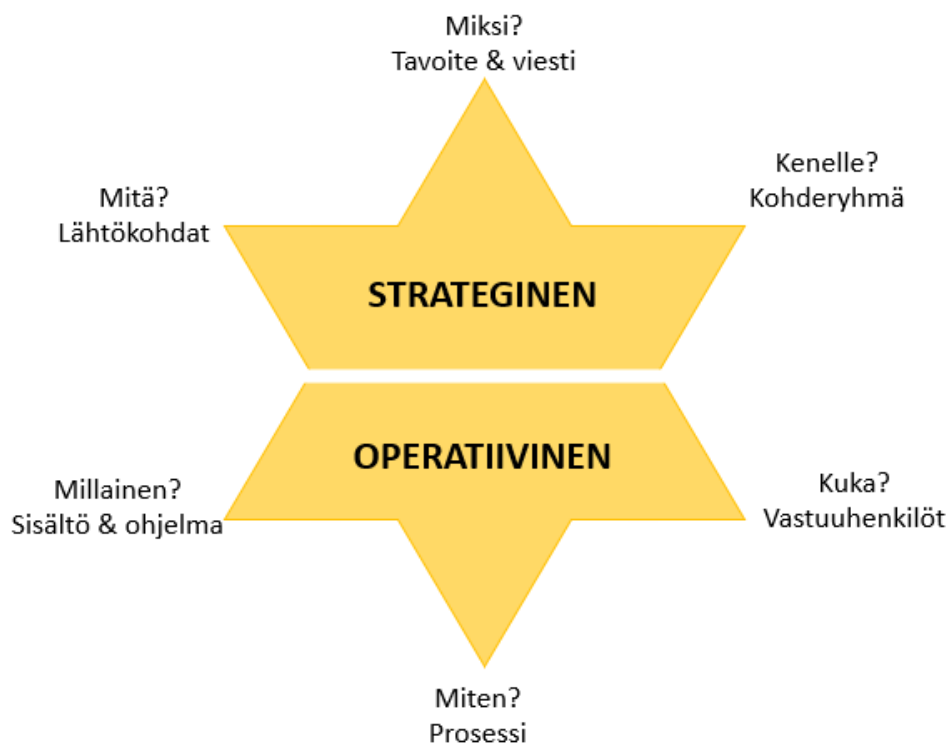 Miksi?
Tavoite & viesti
Kenelle?
Kohderyhmä
Mitä?
Lähtökohdat
STRATEGINEN
OPERATIIVINEN
Millainen?
Sisältö & ohjelma
Kuka?
Vastuuhenkilöt
Miten?
Prosessi